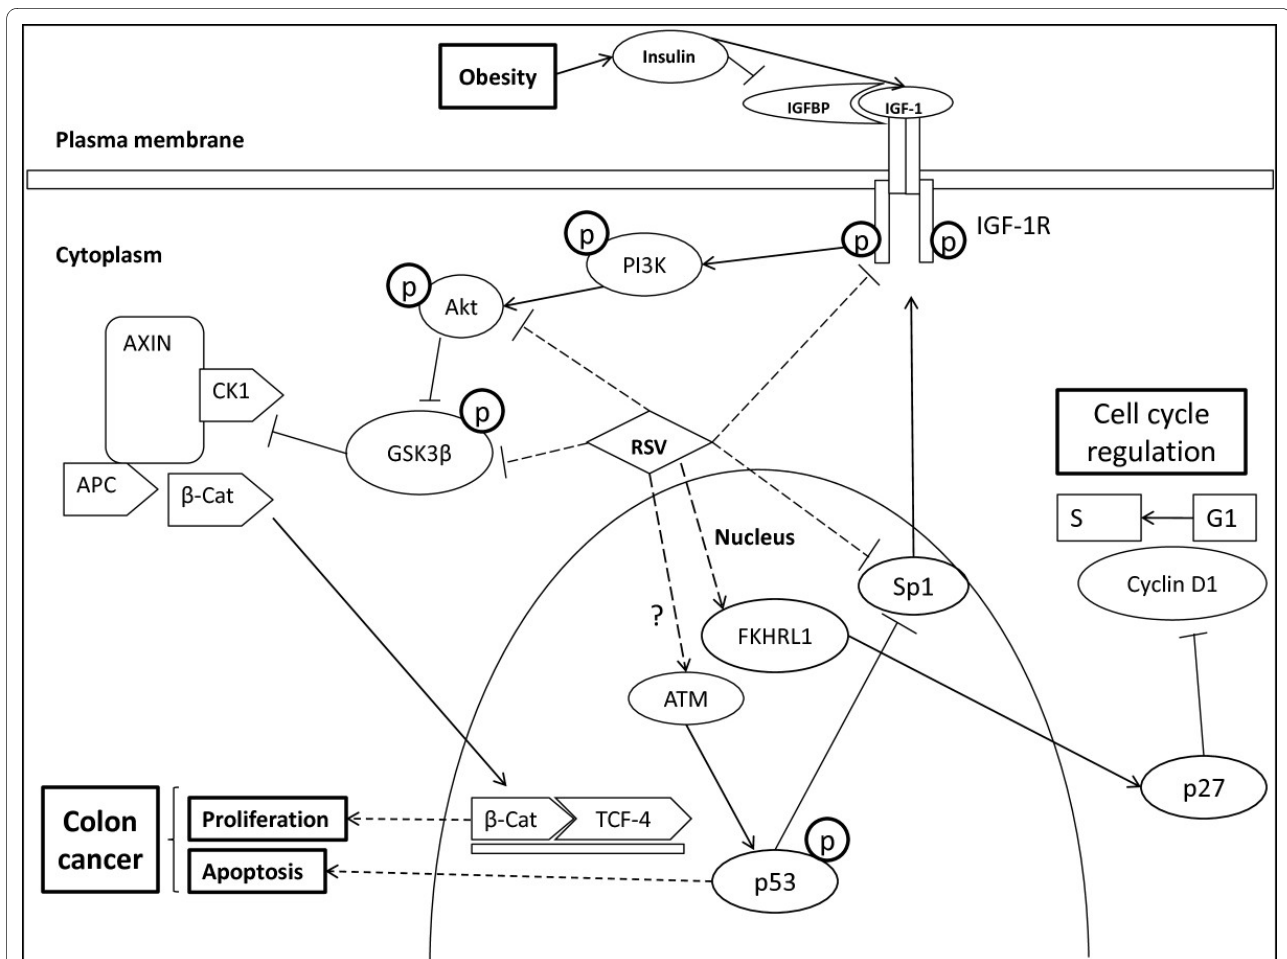 Obesity
Insulin
IGFBP
IGF-1
Plasma membrane
IGF-1R
Cytoplasm
p
PI3K
p
p
p
Akt
AXIN
CK1
p
GSK3β
RSV
Cell cycle
regulation
APC
β-Cat
S
G1
Nucleus
Cyclin D1
Sp1
?
FKHRL1
ATM
p27
Colon
cancer
Proliferation
Apoptosis
β-Cat
TCF-4
p
p53